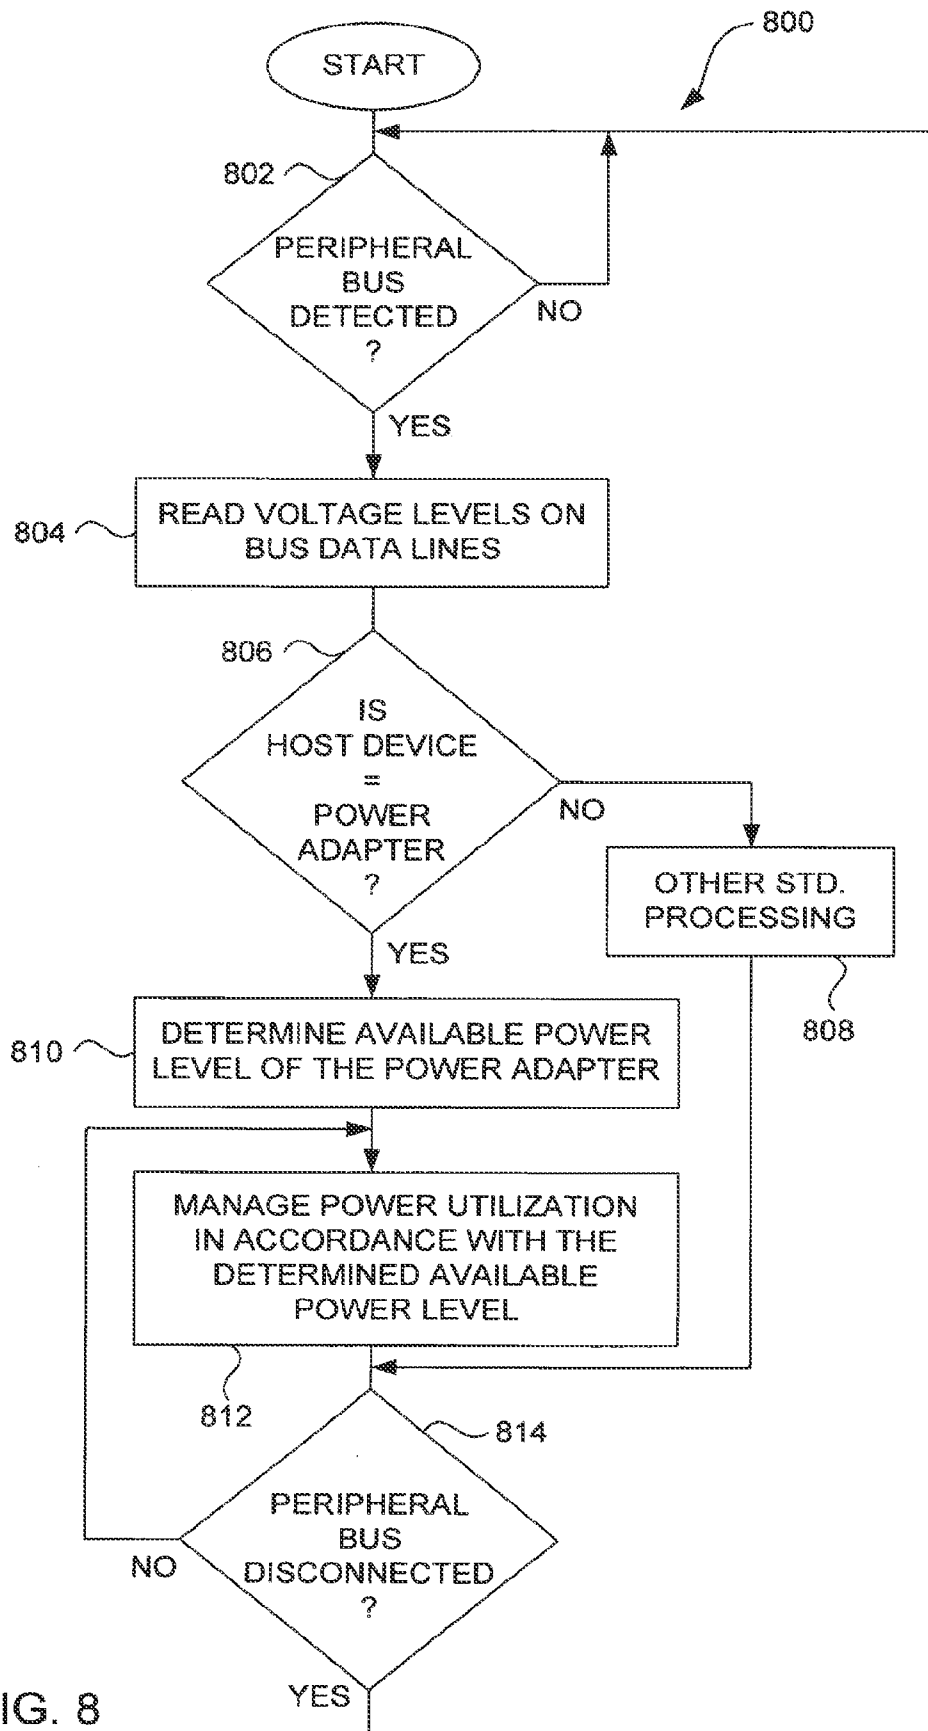 800
START
802
PERIPHERAL
BUS
DETECTED
?
NO
YES
804
READ VOLTAGE LEVELS ON
BUS DATA LINES
806
IS
HOST DEVICE
=
POWER
ADAPTER
?
NO
YES
OTHER STD.
PROCESSING
808
810
DETERMINE AVAILABLE POWER
LEVEL OF THE POWER ADAPTER
MANAGE POWER UTILIZATION
IN ACCORDANCE WITH THE
DETERMINED AVAILABLE
POWER LEVEL
812
814
PERIPHERAL
BUS
DISCONNECTED
?
NO
YES
IG. 8